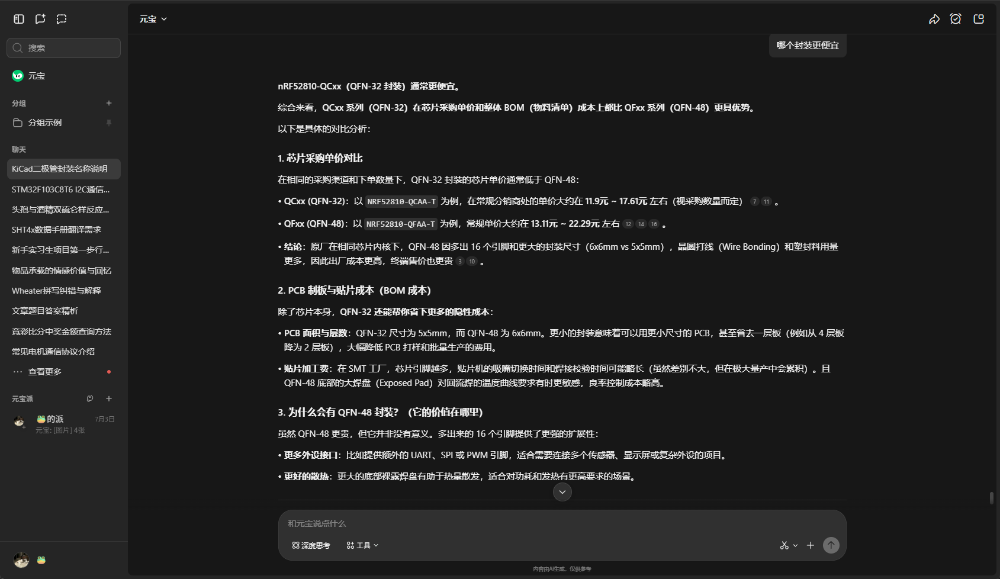 搜索
元宝
分组
分组示例
聊天
KiCad二极管封装名称说明
STM32F103C8T6 I2C通信...
头孢与酒精双硫仑样反应...
SHT4x数据手册翻译需求
新手实习生项目第一步行...
物品承载的情感价值与回忆
Wheater拼写纠错与解释
文章题目答案精析
竞彩比分中奖金额查询方法
常见电机通信协议介绍
查看更多
元宝派
的派 7月3日
元宝: [图片] 4张
元宝
哪个封装更便宜
nRF52810-QCxx（QFN-32 封装）通常更便宜。
综合来看，QCxx 系列（QFN-32）在芯片采购单价和整体 BOM（物料清单）成本上都比 QFxx 系列（QFN-48）更具优势。
以下是具体的对比分析：
1. 芯片采购单价对比
在相同的采购渠道和下单数量下，QFN-32 封装的芯片单价通常低于 QFN-48：
• QCxx (QFN-32)：以 NRF52810-QCAA-T 为例，在常规分销商处的单价大约在 11.9元 ~ 17.61元 左右（视采购数量而定） 7 11 。
• QFxx (QFN-48)：以 NRF52810-QFAA-T 为例，常规单价大约在 13.11元 ~ 22.29元 左右 12 14 16 。
• 结论：原厂在相同芯片内核下，QFN-48 因多出 16 个引脚和更大的封装尺寸（6x6mm vs 5x5mm），晶圆打线（Wire Bonding）和塑封料用量
更多，因此出厂成本更高，终端售价也更贵 3 10 。
2. PCB 制板与贴片成本（BOM 成本）
除了芯片本身，QFN-32 还能帮你省下更多的隐性成本：
• PCB 面积与层数：QFN-32 尺寸为 5x5mm，而 QFN-48 为 6x6mm。更小的封装意味着可以用更小尺寸的 PCB，甚至省去一层板（例如从 4 层板
降为 2 层板），大幅降低 PCB 打样和批量生产的费用。
• 贴片加工费：在 SMT 工厂，芯片引脚越多，贴片机的吸嘴切换时间和焊接校验时间可能略长（虽然差别不大，但在极大量产中会累积）。且
QFN-48 底部的大焊盘（Exposed Pad）对回流焊的温度曲线要求有时更敏感，良率控制成本略高。
3. 为什么会有 QFN-48 封装？（它的价值在哪里）
虽然 QFN-48 更贵，但它并非没有意义。多出来的 16 个引脚提供了更强的扩展性：
• 更多外设接口：比如提供额外的 UART、SPI 或 PWM 引脚，适合需要连接多个传感器、显示屏或复杂外设的项目。
• 更好的散热：更大的底部裸露焊盘有助于热量散发，适合对功耗和发热有更高要求的场景。
和元宝说点什么
深度思考 工具
内容由AI生成，仅供参考